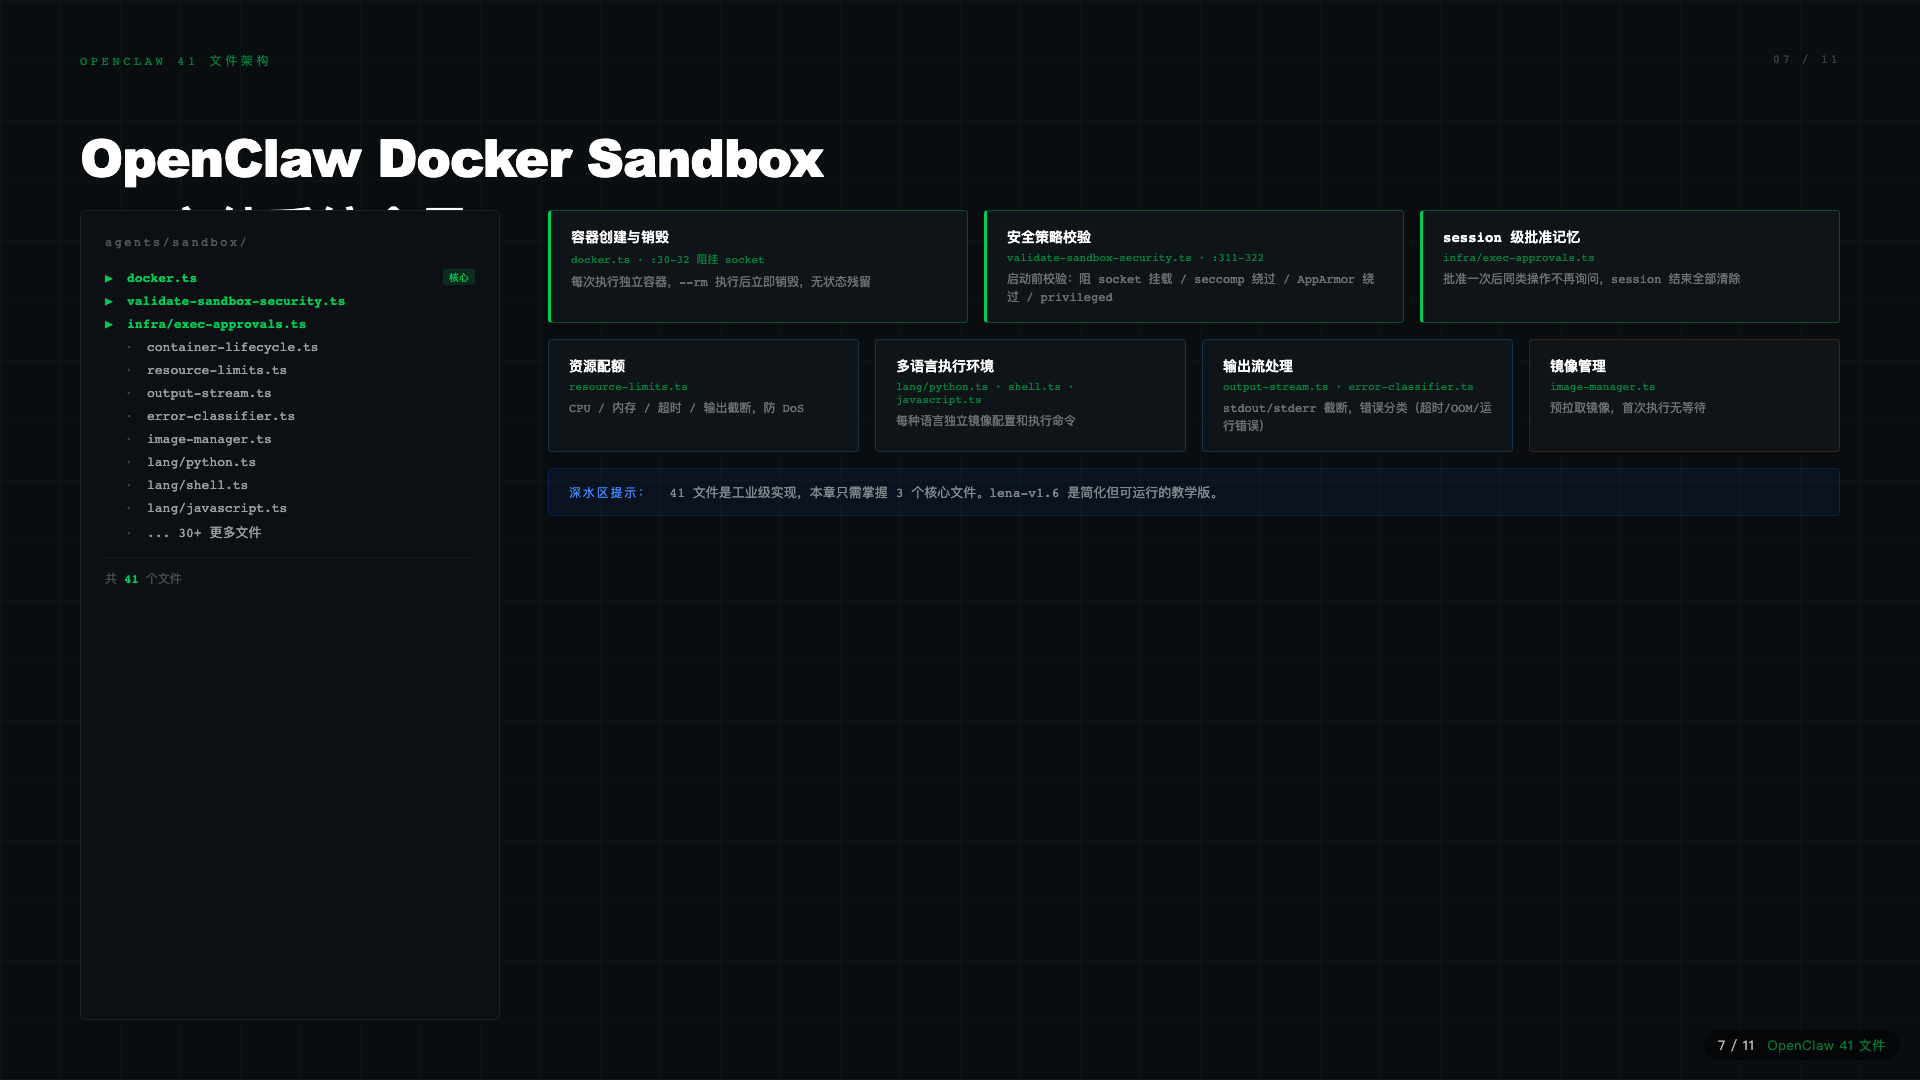 OPENCLAW 41 文件架构
07 / 11
OpenClaw Docker Sandbox
agents/sandbox/
▶ docker.ts 核心
▶ validate-sandbox-security.ts
▶ infra/exec-approvals.ts
· container-lifecycle.ts
· resource-limits.ts
· output-stream.ts
· error-classifier.ts
· image-manager.ts
· lang/python.ts
· lang/shell.ts
· lang/javascript.ts
· ... 30+ 更多文件
共 41 个文件
容器创建与销毁
docker.ts · :30-32 阻挂 socket
每次执行独立容器，--rm 执行后立即销毁，无状态残留
安全策略校验
validate-sandbox-security.ts · :311-322
启动前校验：阻 socket 挂载 / seccomp 绕过 / AppArmor 绕
过 / privileged
session 级批准记忆
infra/exec-approvals.ts
批准一次后同类操作不再询问，session 结束全部清除
资源配额
resource-limits.ts
CPU / 内存 / 超时 / 输出截断，防 DoS
多语言执行环境
lang/python.ts · shell.ts ·
javascript.ts
每种语言独立镜像配置和执行命令
输出流处理
output-stream.ts · error-classifier.ts
stdout/stderr 截断，错误分类（超时/OOM/运
行错误）
镜像管理
image-manager.ts
预拉取镜像，首次执行无等待
深水区提示： 41 文件是工业级实现，本章只需掌握 3 个核心文件。lena-v1.6 是简化但可运行的教学版。
7 / 11 OpenClaw 41 文件